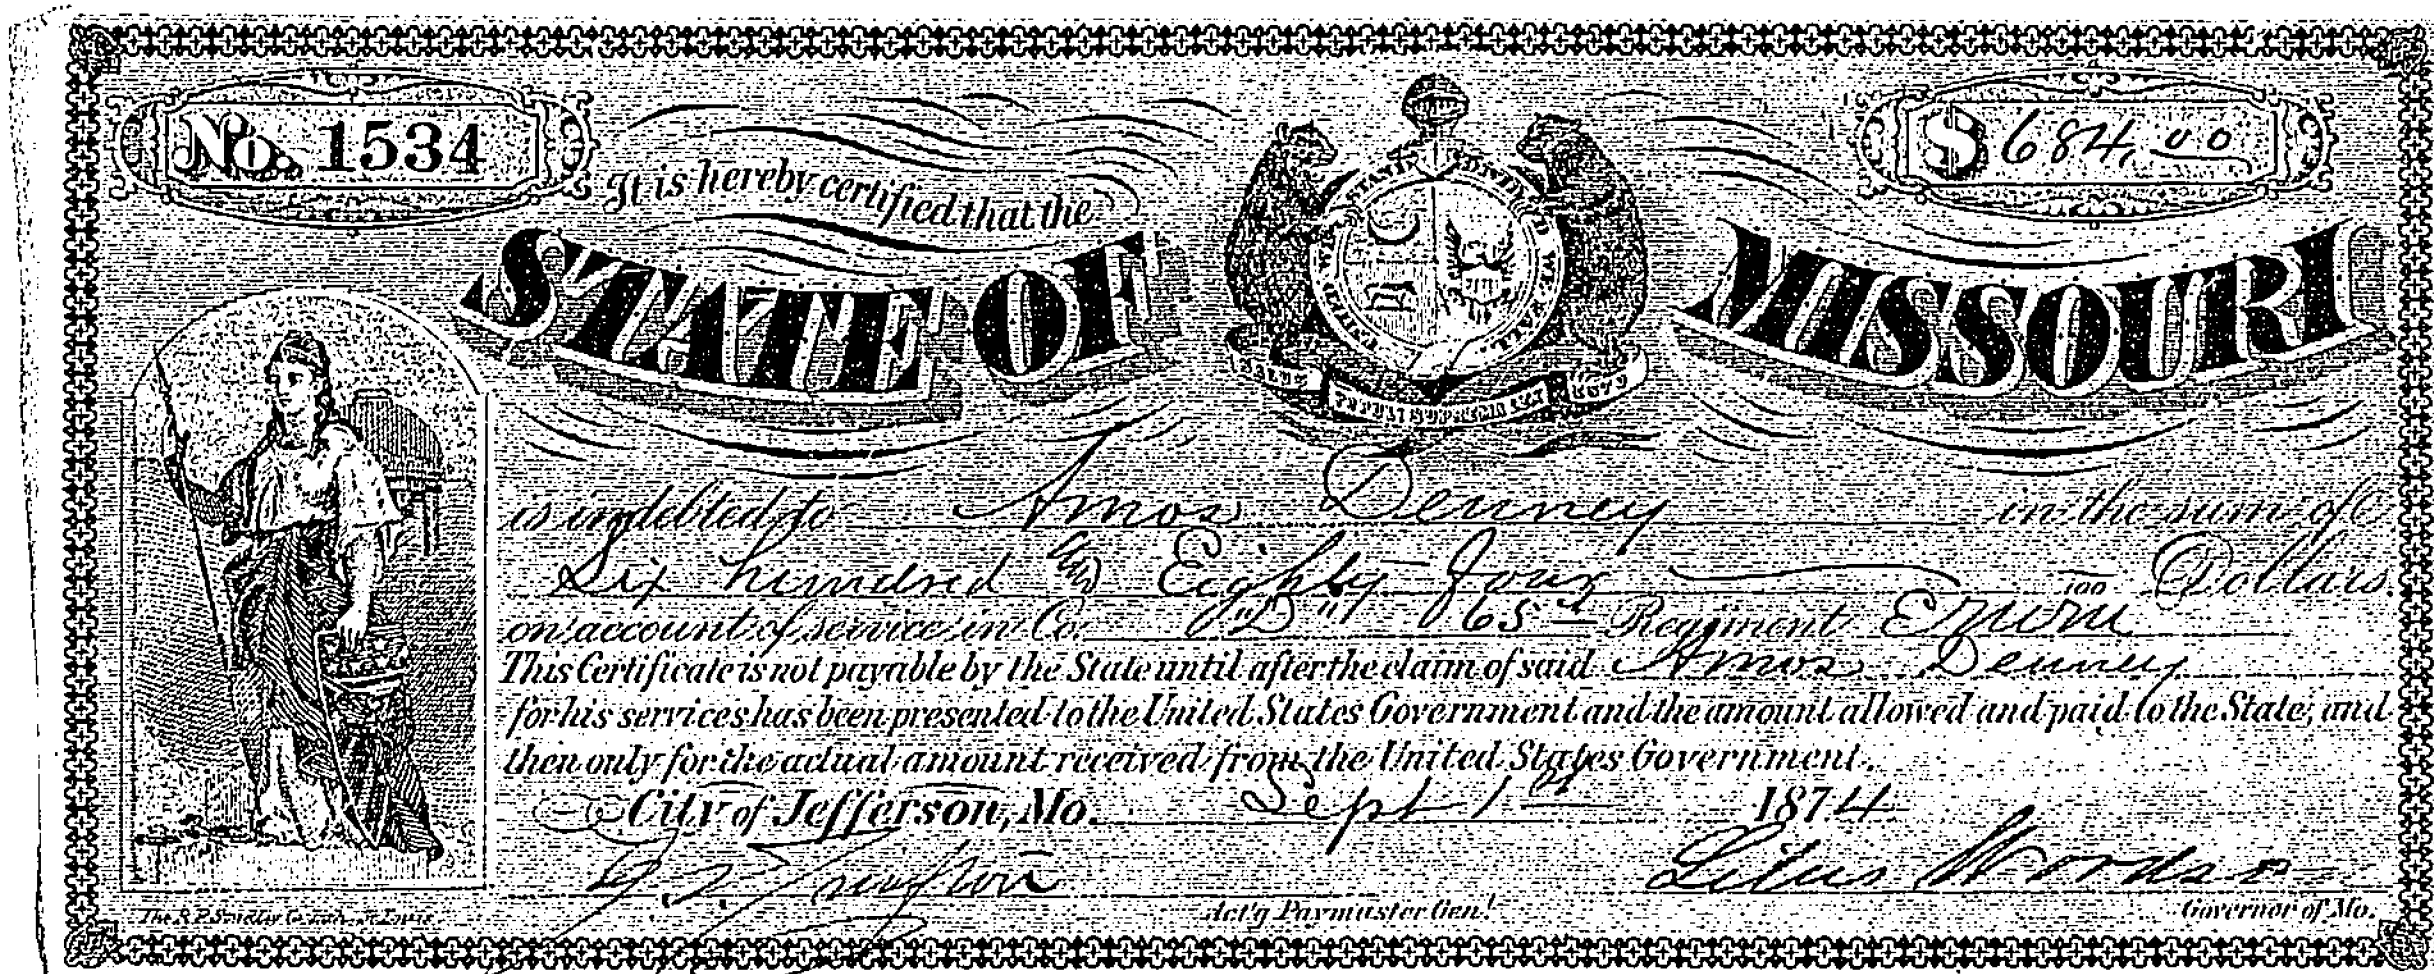 No. 1534
$ 684.00
It is hereby certified that the
STATE OF MISSOURI
is indebted to Amos Denney in the sum of
Six hundred and Eighty Four /100 Dollars
on account of service in Co. "D" 65th Regiment E M M
This Certificate is not payable by the State until after the claim of said Amos Denney
for his services has been presented to the United States Government and the amount allowed and paid to the State; and
then only for the actual amount received from the United States Government.
City of Jefferson, Mo. Sept 1st 1874
Silas Woodson
Act'g Paymaster Gen!
Governor of Mo.